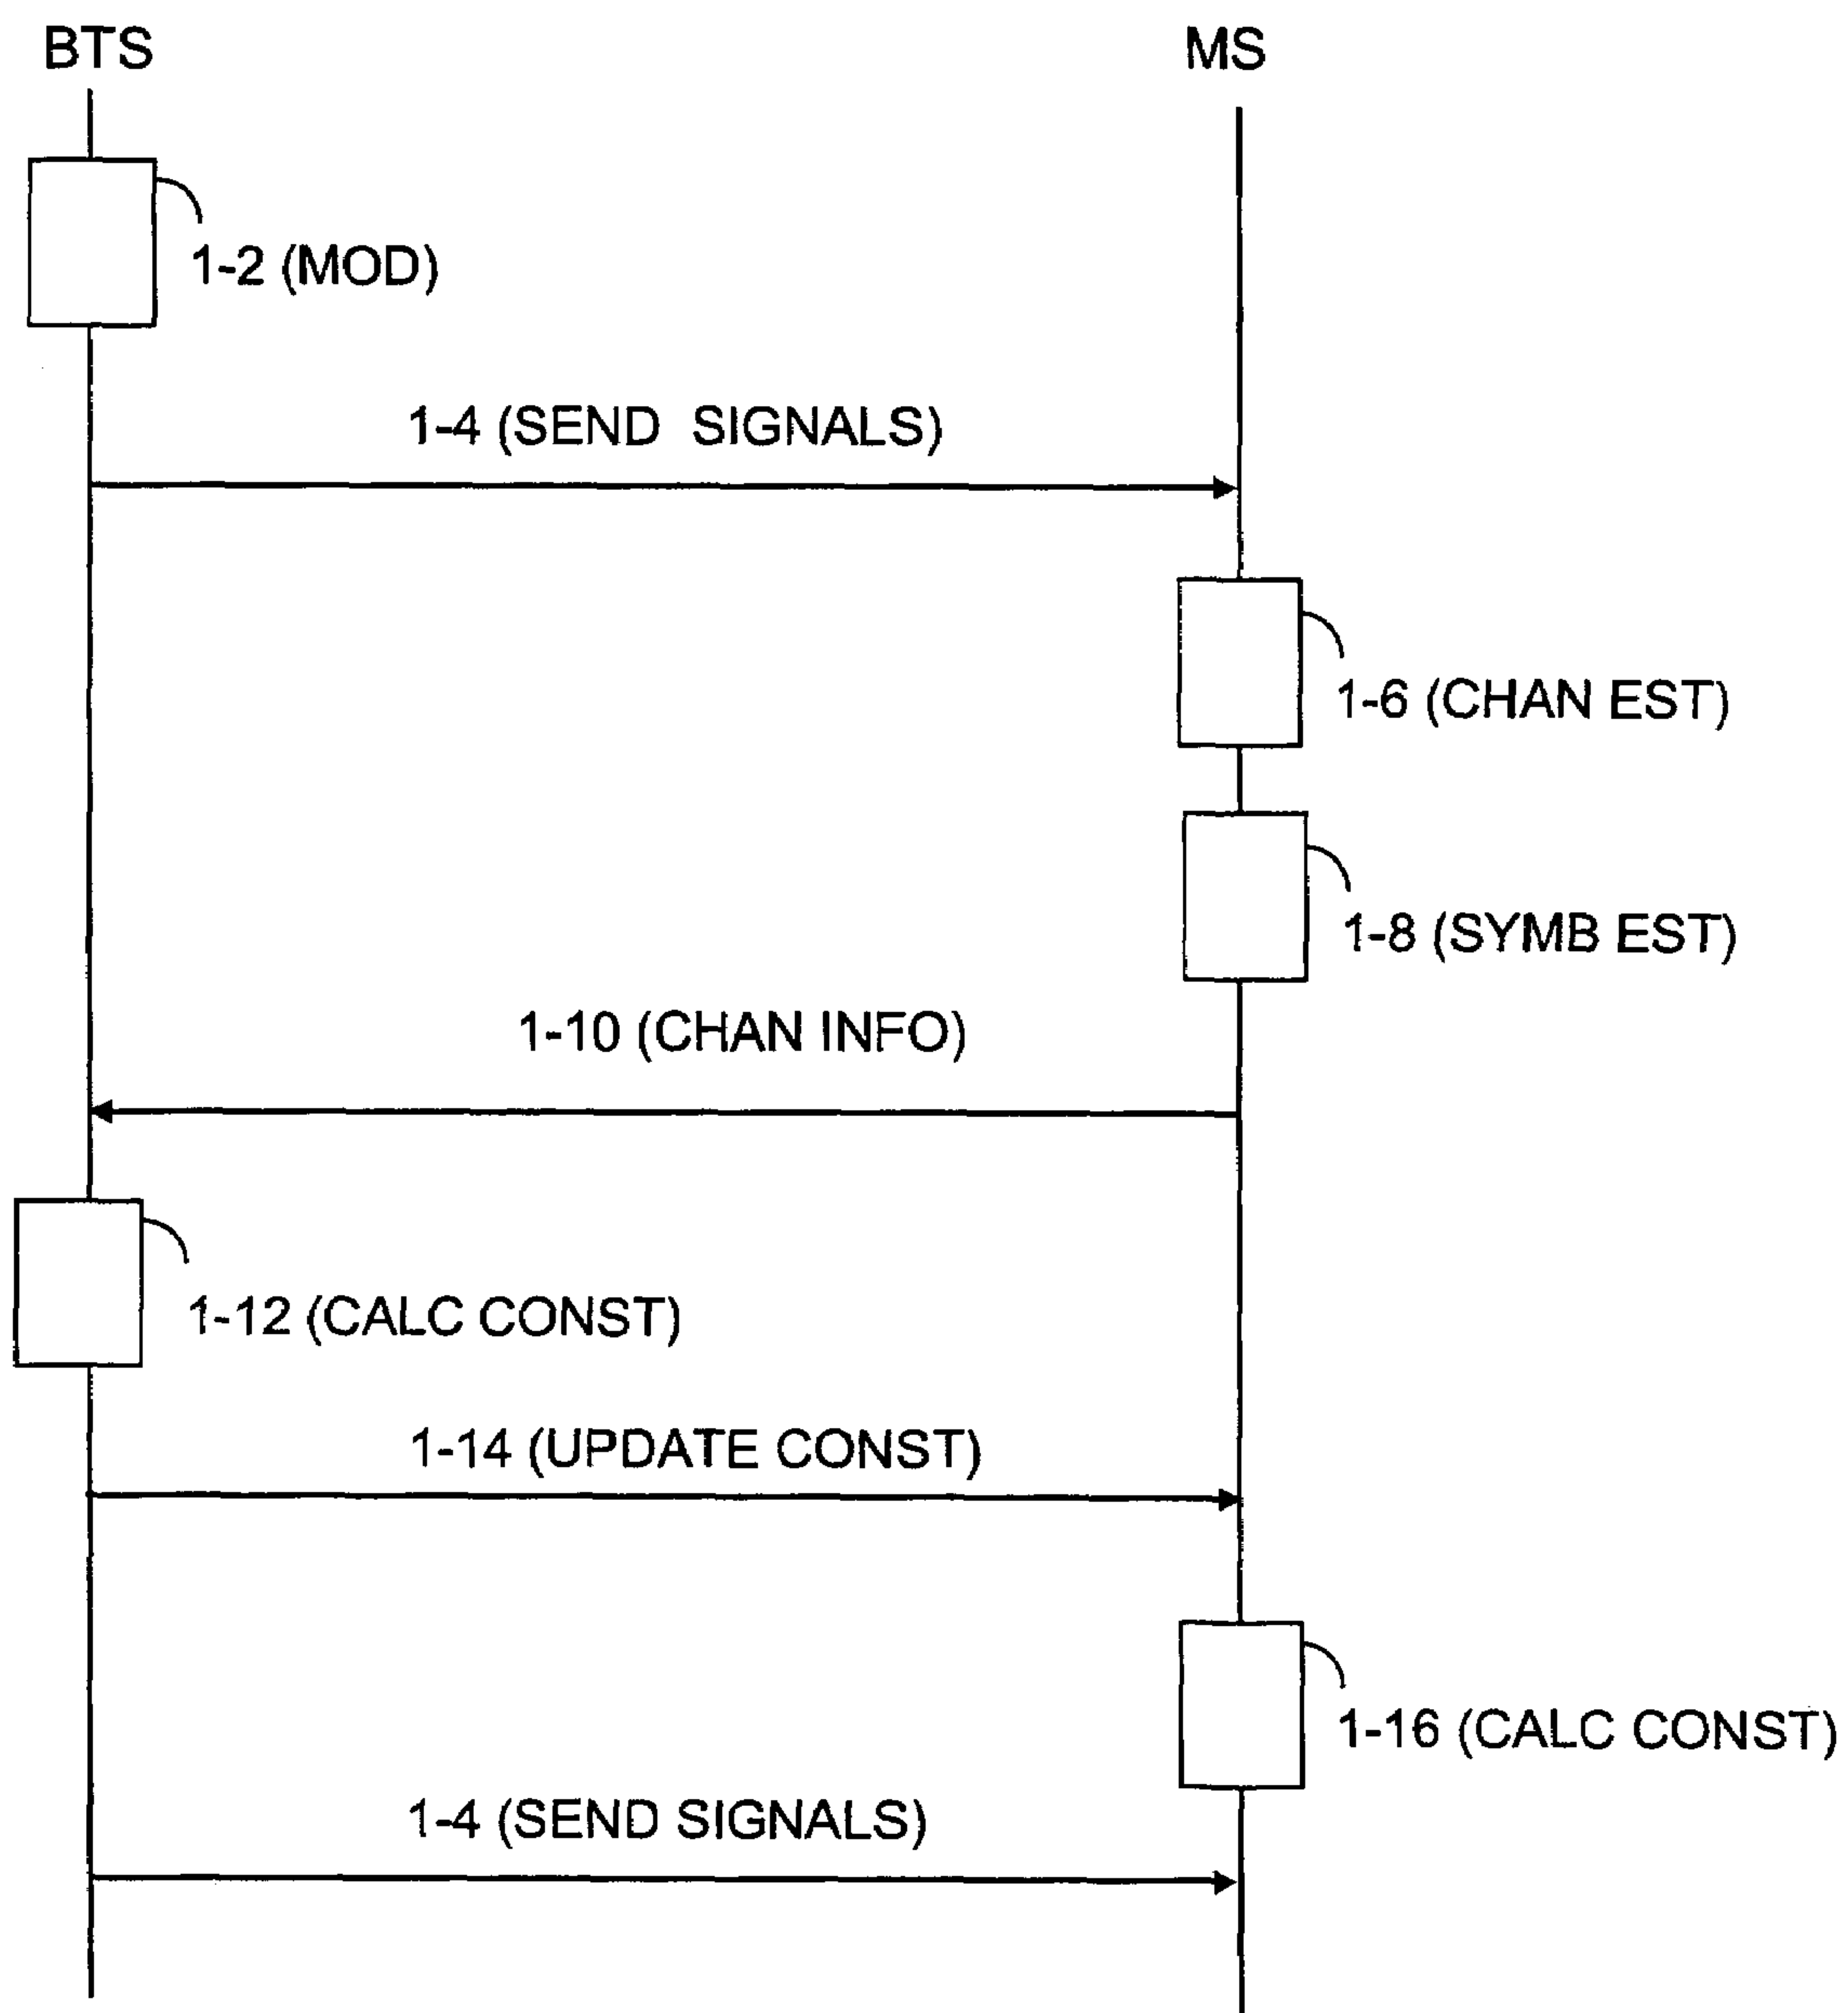 BTS
MS
1-2 (MOD)
1-4 (SEND SIGNALS)
1-6 (CHAN EST)
1-8 (SYMB EST)
1-10 (CHAN INFO)
1-12 (CALC CONST)
1-14 (UPDATE CONST)
1-16 (CALC CONST)
1-4 (SEND SIGNALS)